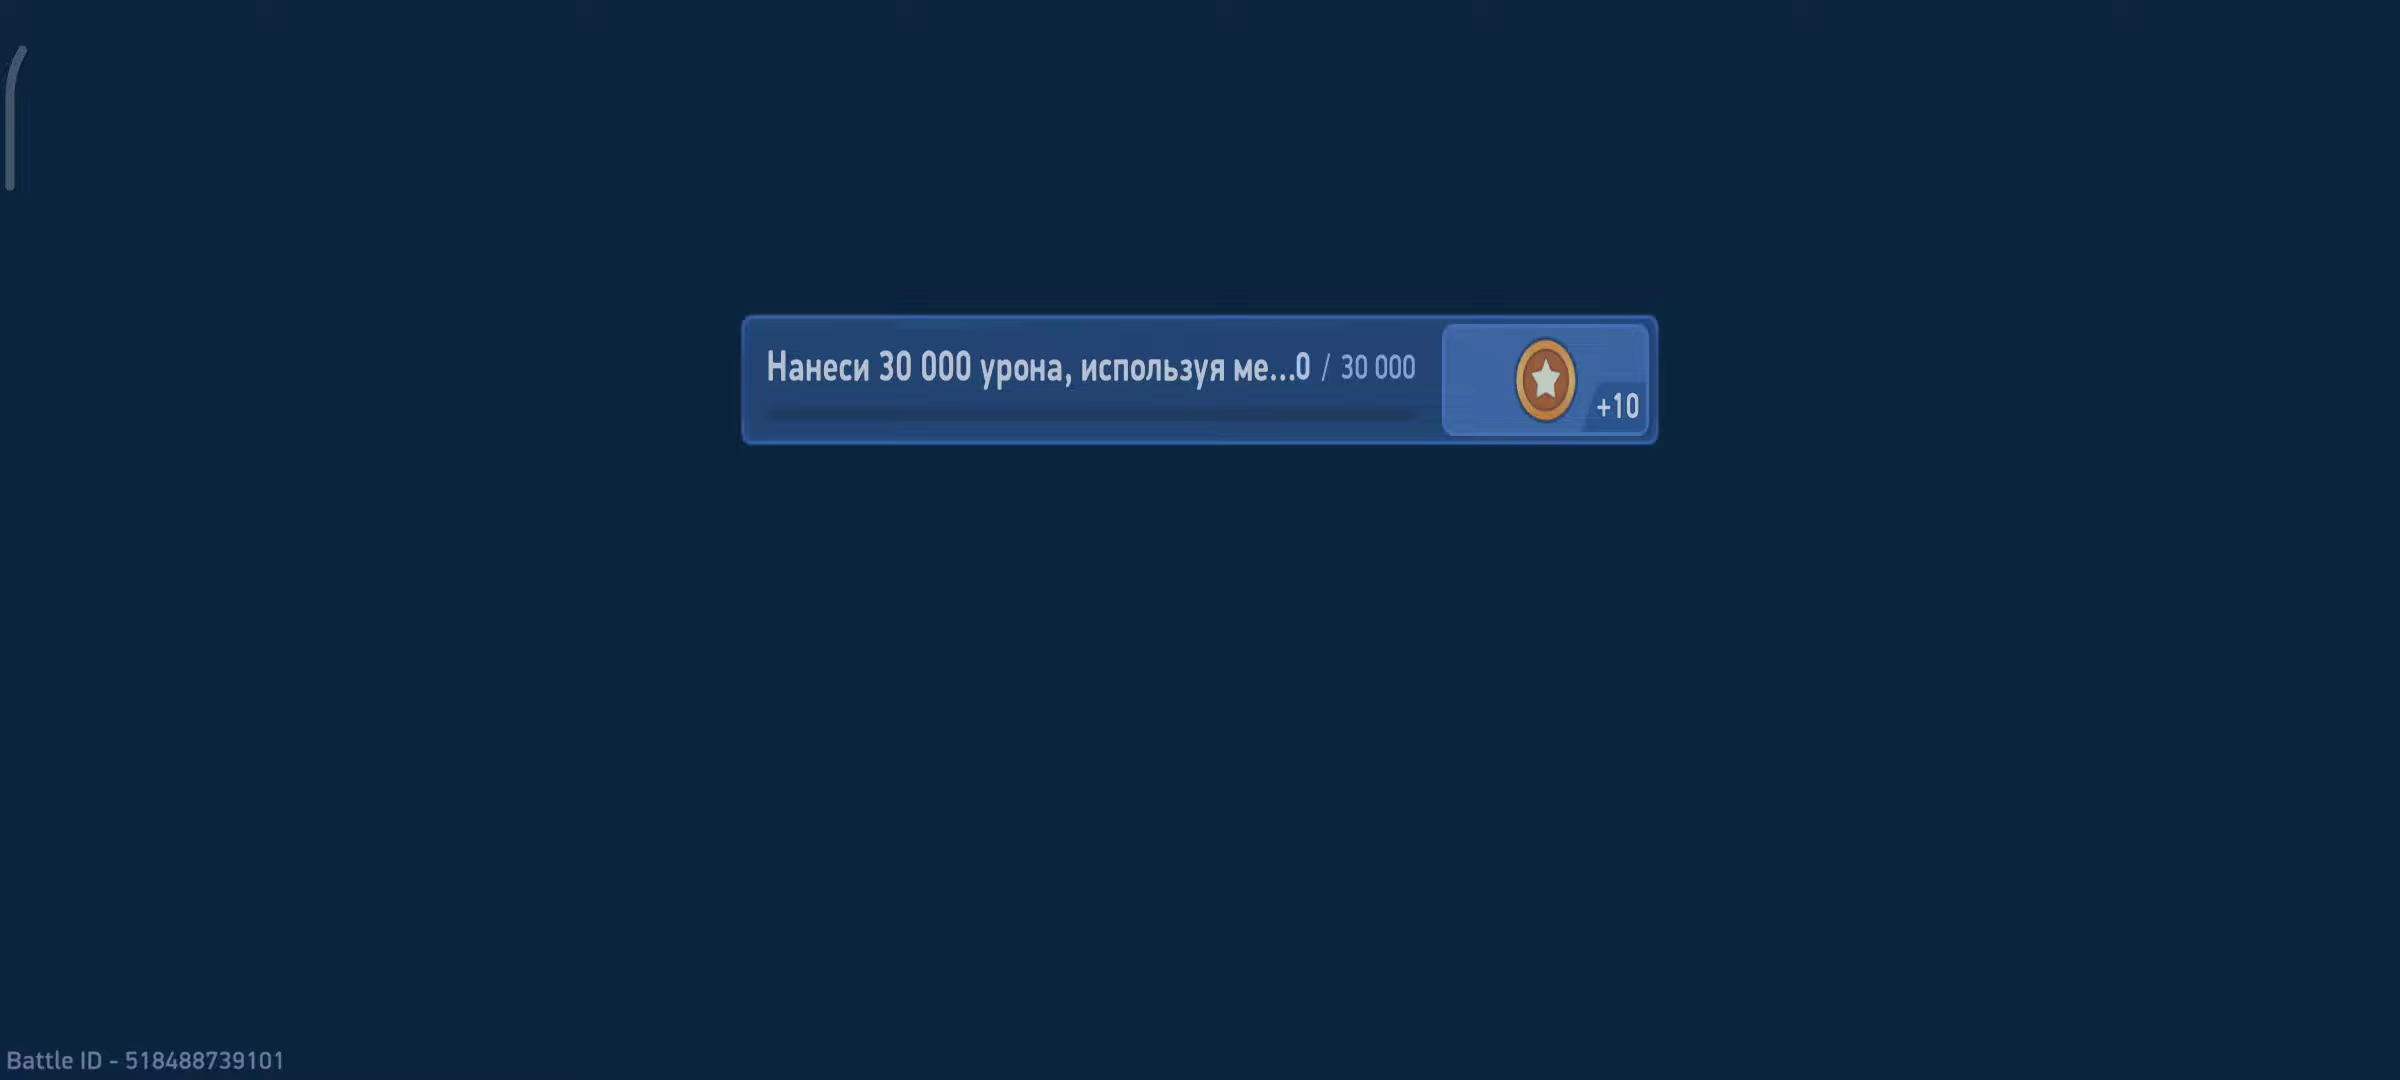 Нанеси 30 000 урона, используя ме...0 / 30 000
+10
Battle ID - 518488739101